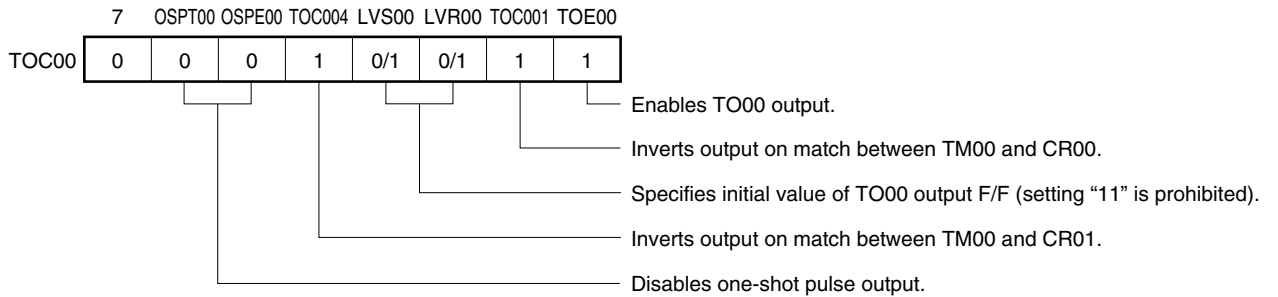 7 OSPT00 OSPE00 TOC004 LVS00 LVR00 TOC001 TOE00
TOC00 0 0 0 1 0/1 0/1 1 1
Enables TO00 output.
Inverts output on match between TM00 and CR00.
Specifies initial value of TO00 output F/F (setting “11” is prohibited).
Inverts output on match between TM00 and CR01.
Disables one-shot pulse output.